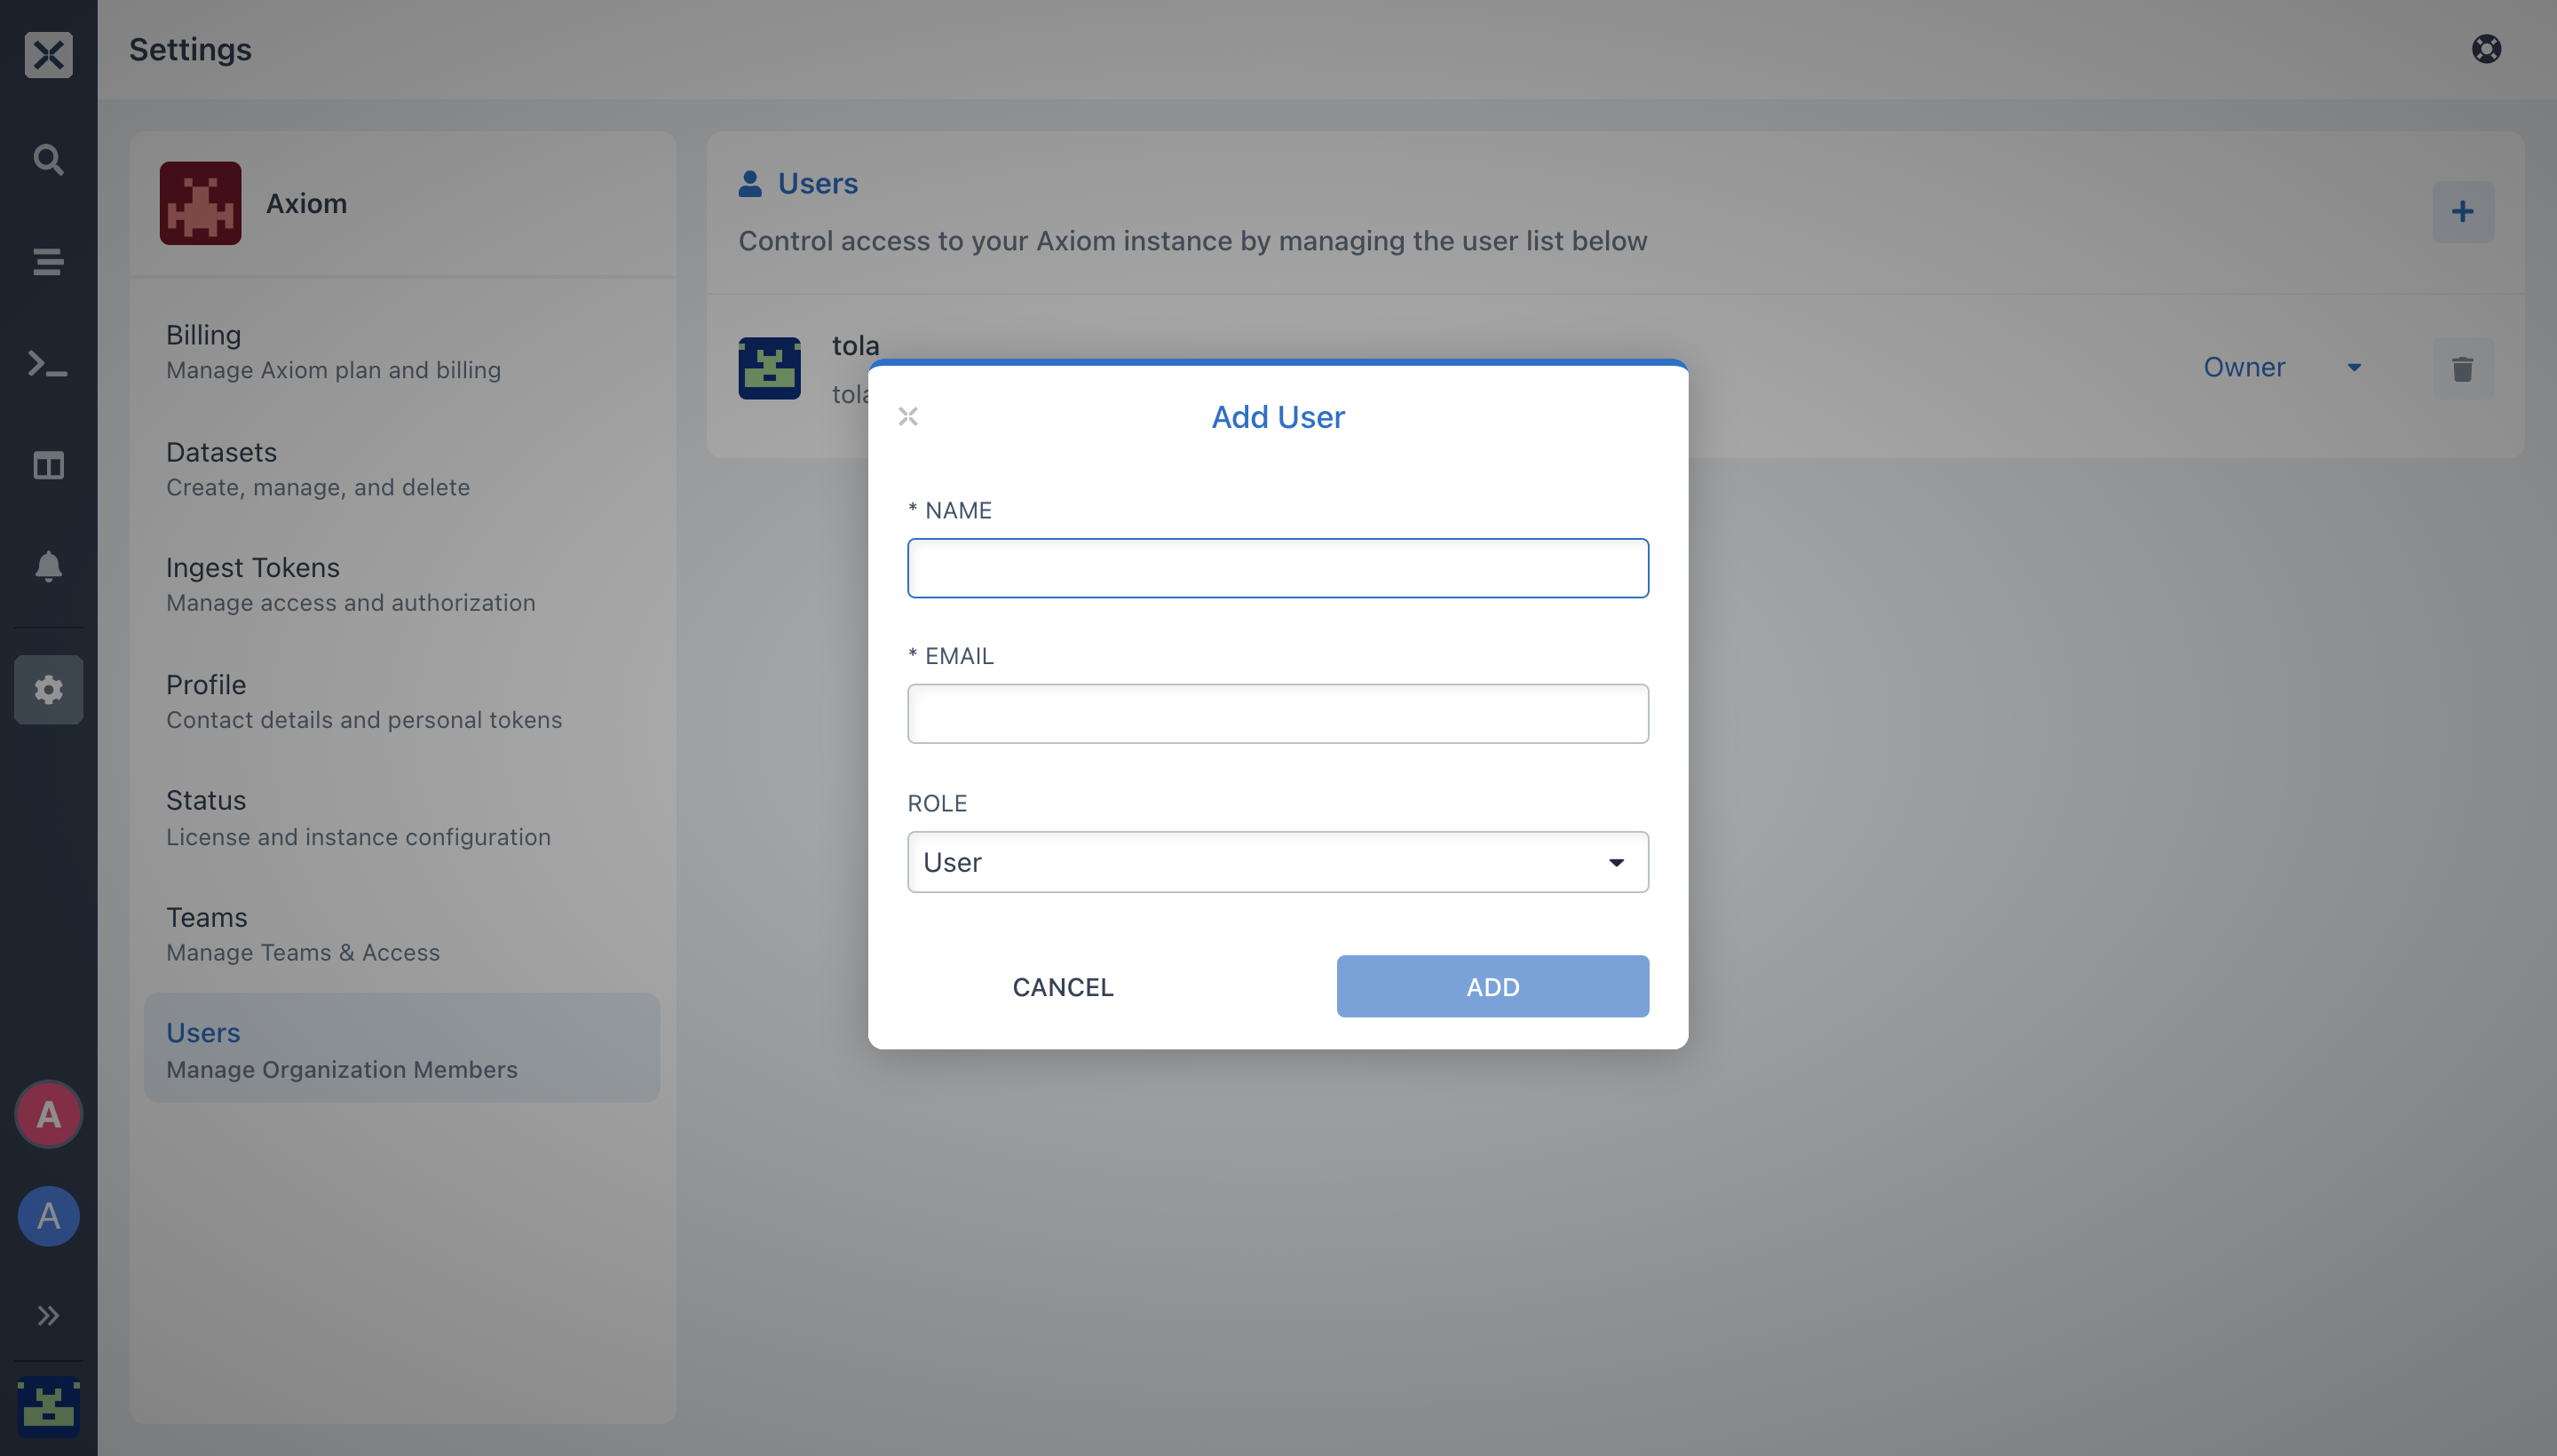 Settings
Axiom
Billing
Manage Axiom plan and billing
Datasets
Create, manage, and delete
Ingest Tokens
Manage access and authorization
Profile
Contact details and personal tokens
Status
License and instance configuration
Teams
Manage Teams & Access
Users
Manage Organization Members
A
A
Users
Control access to your Axiom instance by managing the user list below
tola
Owner
Add User
* NAME
* EMAIL
ROLE
User
CANCEL
ADD